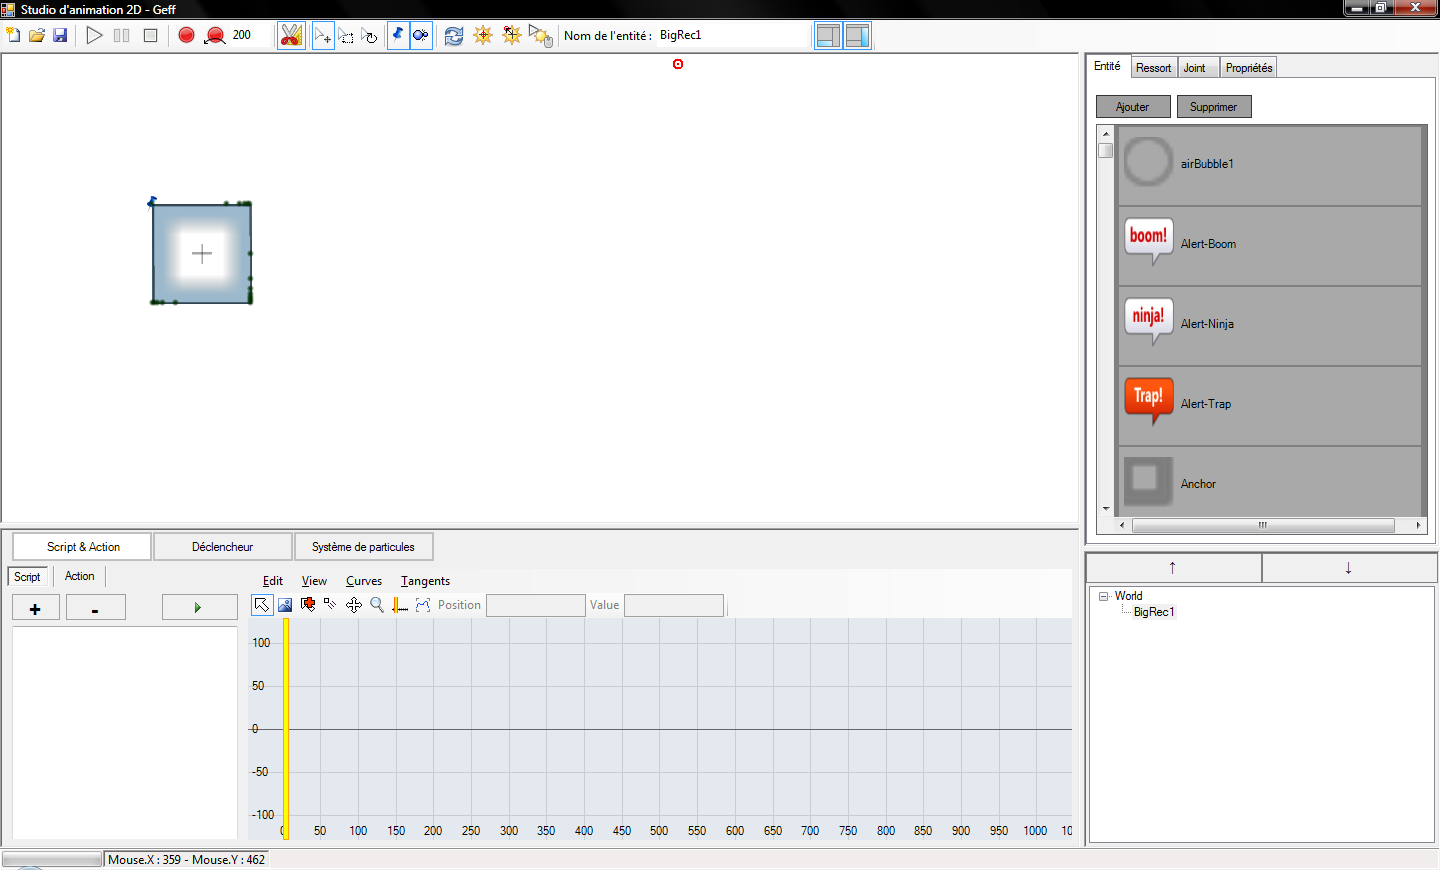 Studio d'animation 2D - Geff
200
Nom de l'entité : BigRec1
Entité Ressort Joint Propriétés
Ajouter Supprimer
airBubble1
boom! Alert-Boom
ninja! Alert-Ninja
Trap! Alert-Trap
Anchor
Script & Action Déclencheur Système de particules
Script Action
+ -
Edit View Curves Tangents
Position Value
100
50
0
-50
-100
0 50 100 150 200 250 300 350 400 450 500 550 600 650 700 750 800 850 900 950 1000 10
↑ ↓
World
BigRec1
Mouse.X : 359 - Mouse.Y : 462